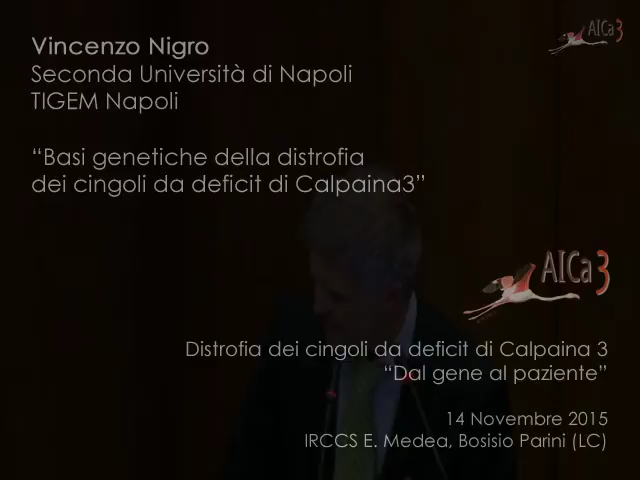 AICa3
Vincenzo Nigro
Seconda Università di Napoli
TIGEM Napoli
“Basi genetiche della distrofia
dei cingoli da deficit di Calpaina3”
AICa3
Distrofia dei cingoli da deficit di Calpaina 3
“Dal gene al paziente”
14 Novembre 2015
IRCCS E. Medea, Bosisio Parini (LC)